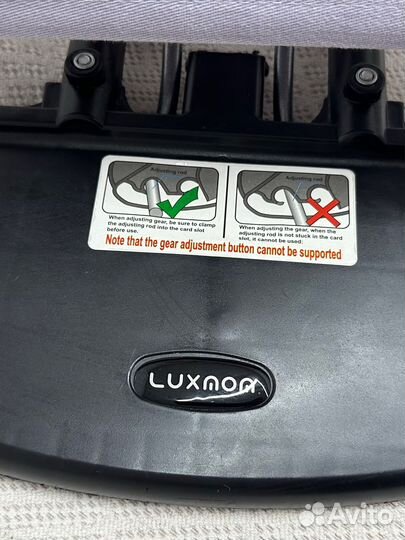 Adjusting rod
Adjusting rod
When adjusting gear, be sure to clamp
the adjusting rod into the card slot
before use.
When adjusting the gear, when the
adjusting rod is not stuck in the card
slot, it cannot be used:
Note that the gear adjustment button cannot be supported
LUXMOM
Avito